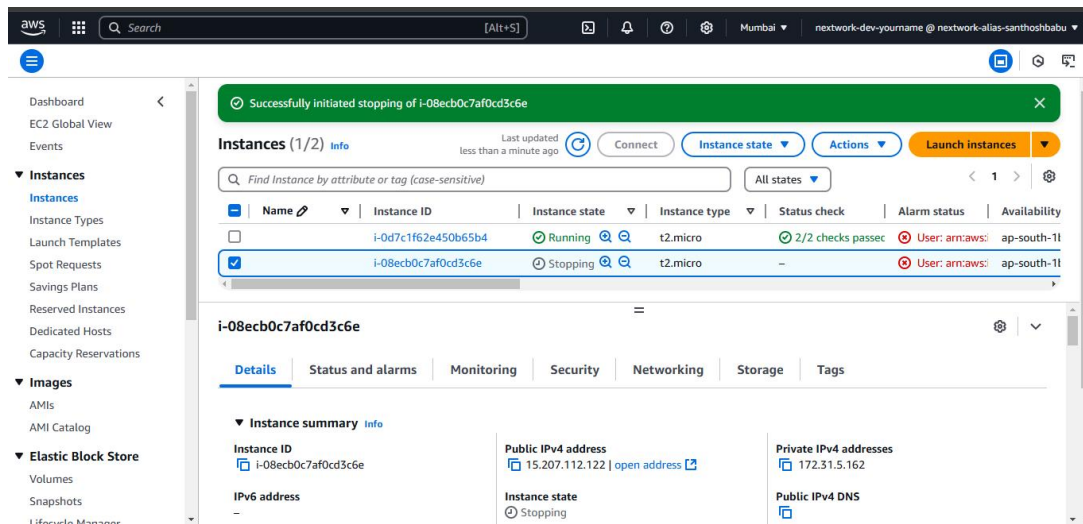 aws
Search [Alt+S] Mumbai nextwork-dev-yourname @ nextwork-alias-santhoshbabu
Dashboard
EC2 Global View
Events
Instances
Instances
Instance Types
Launch Templates
Spot Requests
Savings Plans
Reserved Instances
Dedicated Hosts
Capacity Reservations
Images
AMIs
AMI Catalog
Elastic Block Store
Volumes
Snapshots
Lifecycle Manager
Successfully initiated stopping of i-08ecb0c7af0cd3c6e
Instances (1/2) Info
Last updated
less than a minute ago
Connect Instance state Actions Launch instances
Find Instance by attribute or tag (case-sensitive) All states 1
Name Instance ID Instance state Instance type Status check Alarm status Availability
i-0d7c1f62e450b65b4 Running t2.micro 2/2 checks passec User: arn:aws: ap-south-1
i-08ecb0c7af0cd3c6e Stopping t2.micro – User: arn:aws: ap-south-1
i-08ecb0c7af0cd3c6e
Details Status and alarms Monitoring Security Networking Storage Tags
Instance summary Info
Instance ID
i-08ecb0c7af0cd3c6e
Public IPv4 address
15.207.112.122 | open address
Private IPv4 addresses
172.31.5.162
IPv6 address
–
Instance state
Stopping
Public IPv4 DNS